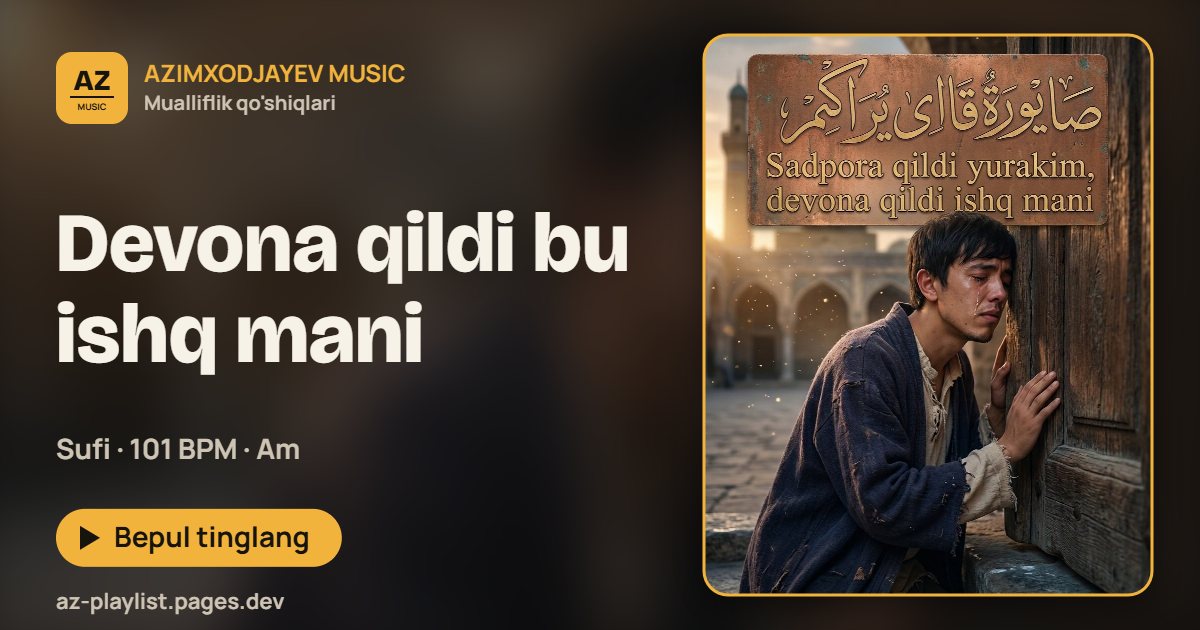 AZ
MUSIC
AZIMXODJAYEV MUSIC
Mualliflik qo'shiqlari
Devona qildi bu
ishq mani
Sufi · 101 BPM · Am
Bepul tinglang
az-playlist.pages.dev
Sadpora qildi yurakim,
devona qildi ishq mani